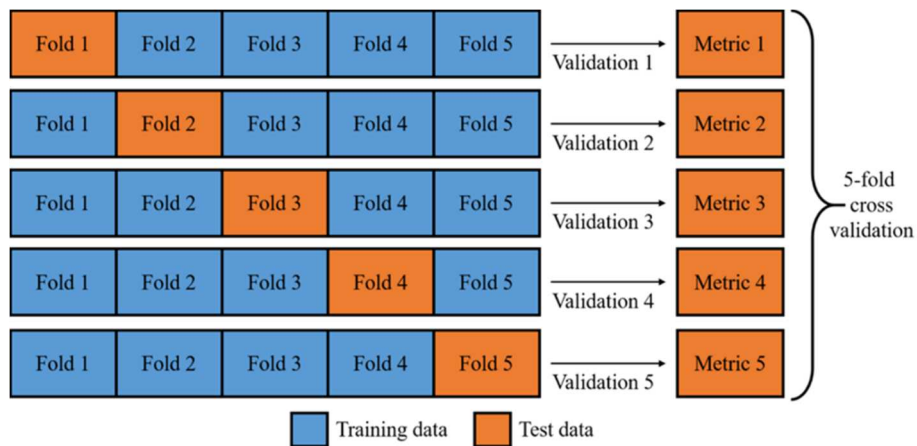 Fold 1 Fold 2 Fold 3 Fold 4 Fold 5 Validation 1 Metric 1
Fold 1 Fold 2 Fold 3 Fold 4 Fold 5 Validation 2 Metric 2
Fold 1 Fold 2 Fold 3 Fold 4 Fold 5 Validation 3 Metric 3
Fold 1 Fold 2 Fold 3 Fold 4 Fold 5 Validation 4 Metric 4
Fold 1 Fold 2 Fold 3 Fold 4 Fold 5 Validation 5 Metric 5
5-fold
cross
validation
Training data Test data